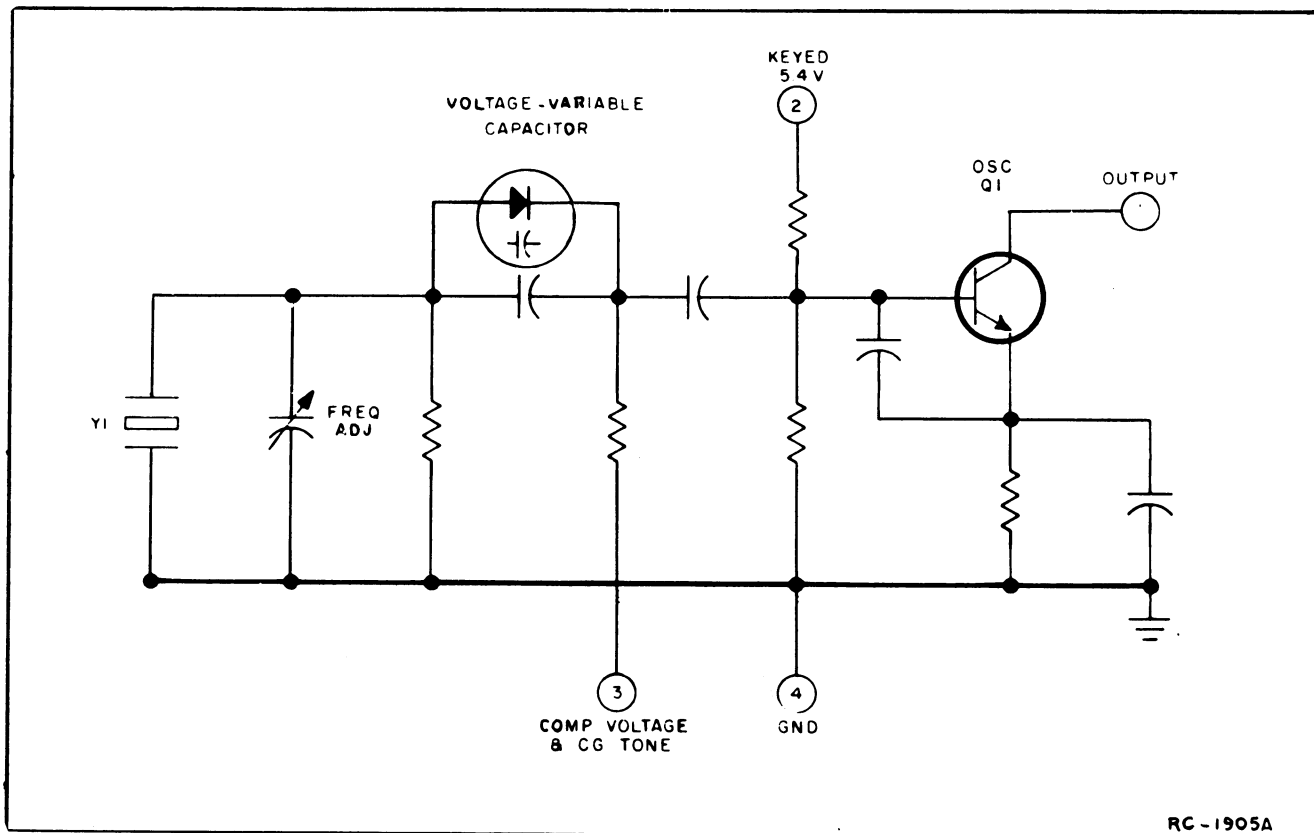 KEYED
5.4V
2
VOLTAGE-VARIABLE
CAPACITOR
OSC
Q1
OUTPUT
Y1
FREQ
ADJ
3
4
COMP VOLTAGE
& CG TONE
GND
RC-1905A